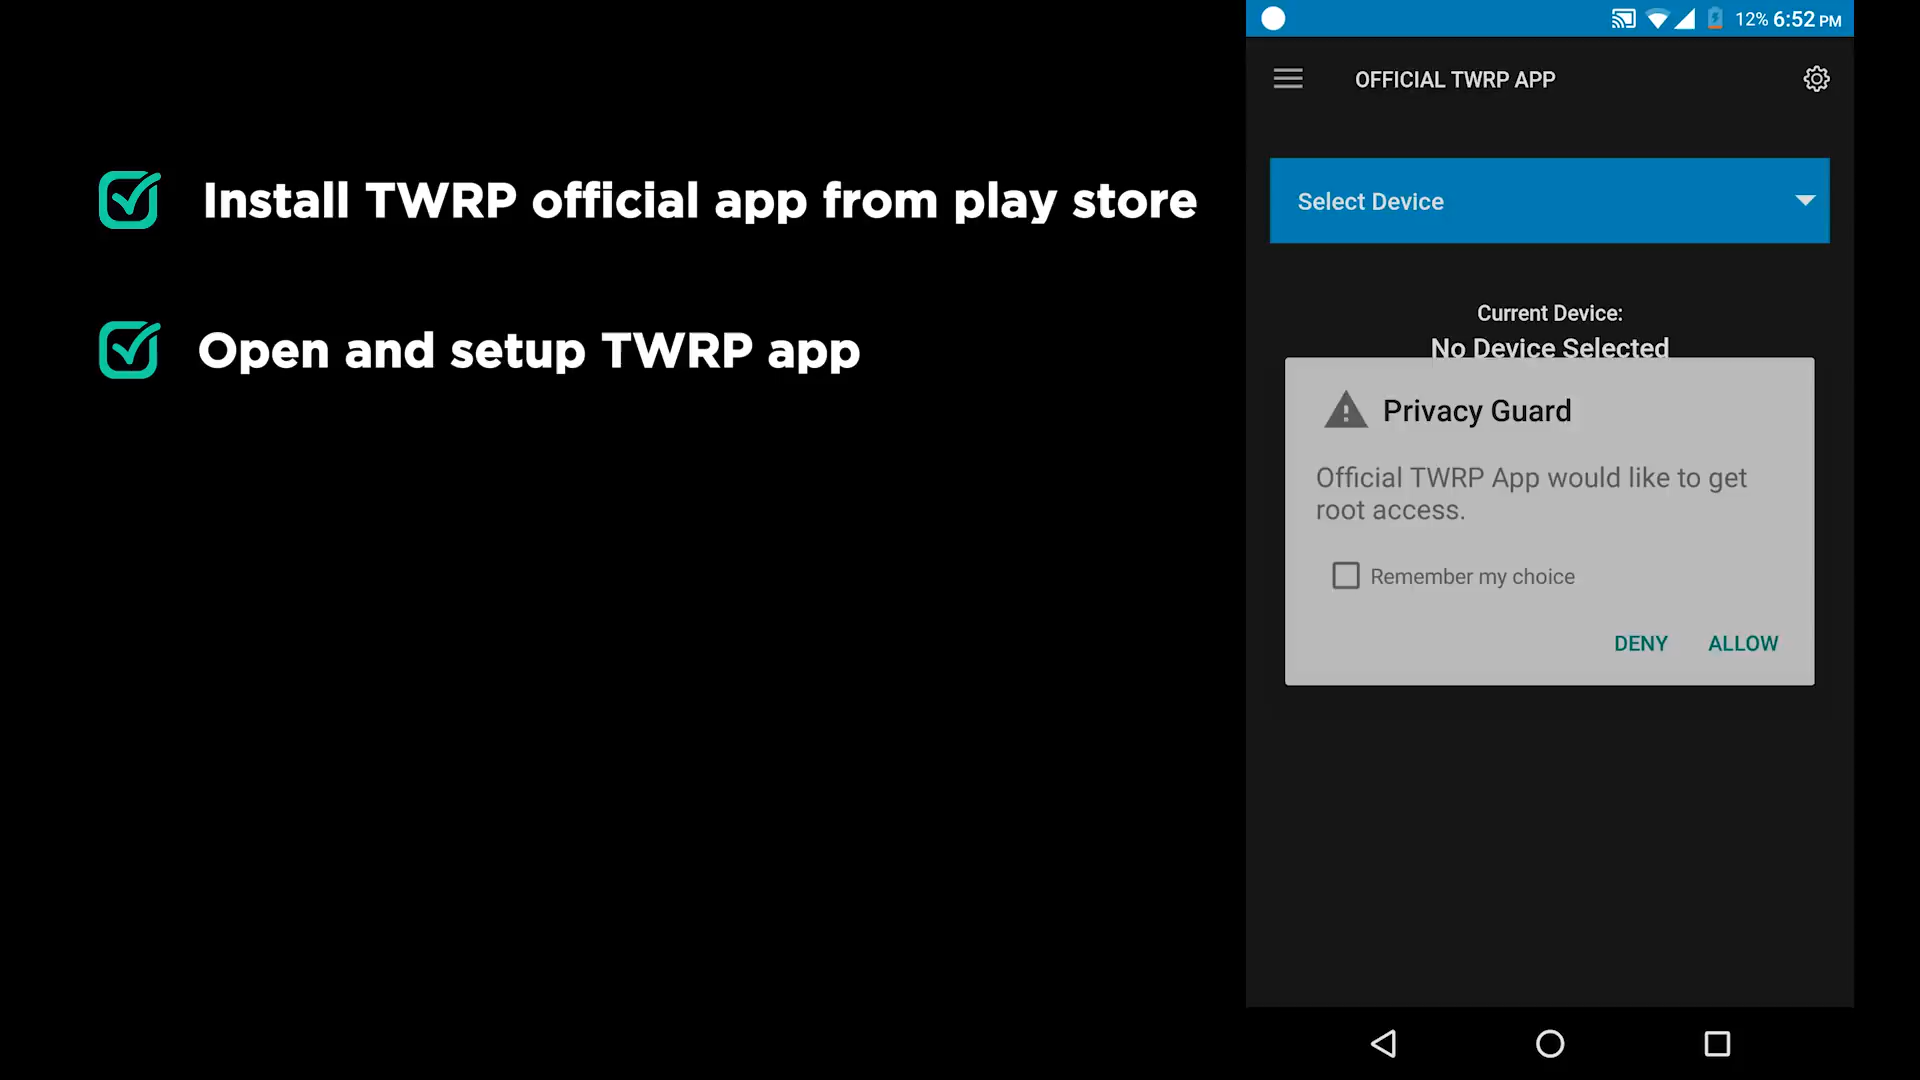 Install TWRP official app from play store
Open and setup TWRP app
12% 6:52 PM
OFFICIAL TWRP APP
Select Device
Current Device:
No Device Selected
Privacy Guard
Official TWRP App would like to get
root access.
Remember my choice
DENY ALLOW